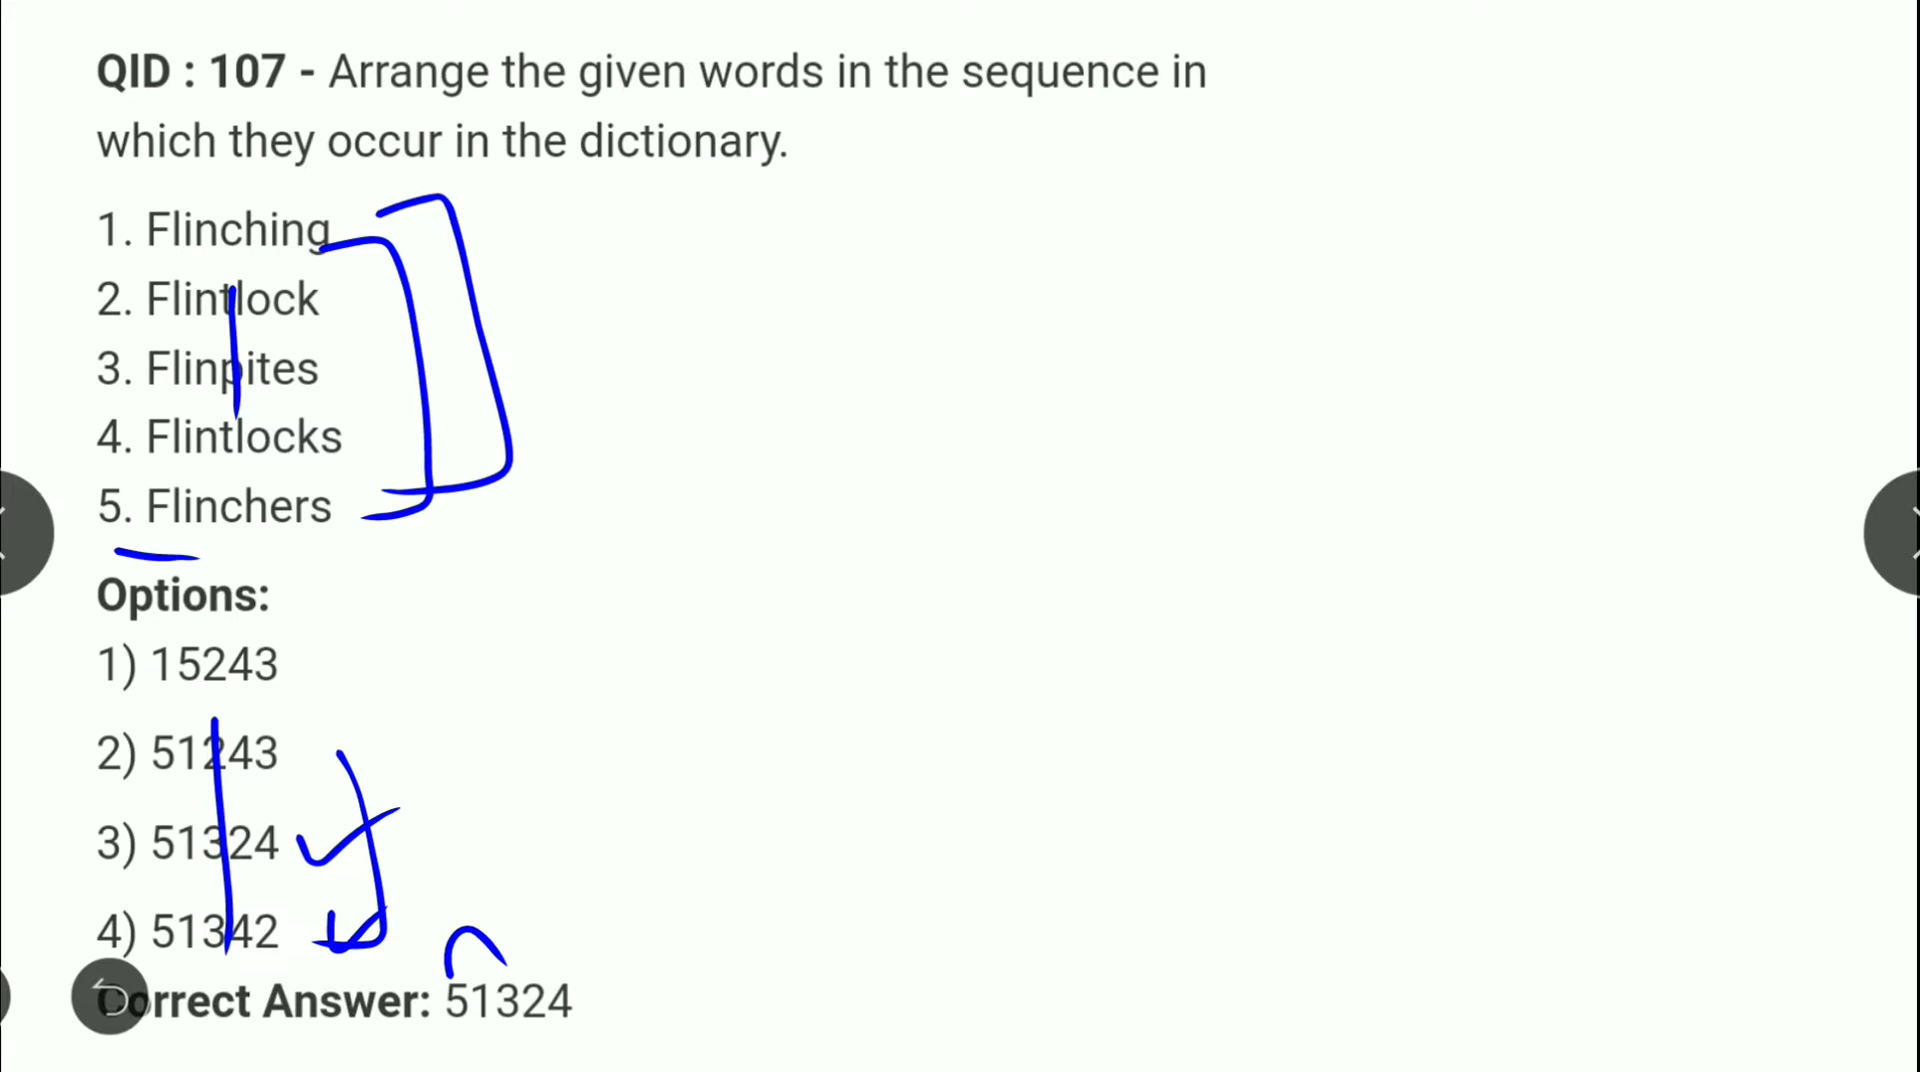 QID : 107 - Arrange the given words in the sequence in
which they occur in the dictionary.
1. Flinching
2. Flintlock
3. Flinpites
4. Flintlocks
5. Flinchers
Options:
1) 15243
2) 51243
3) 51324
4) 51342
Correct Answer: 51324